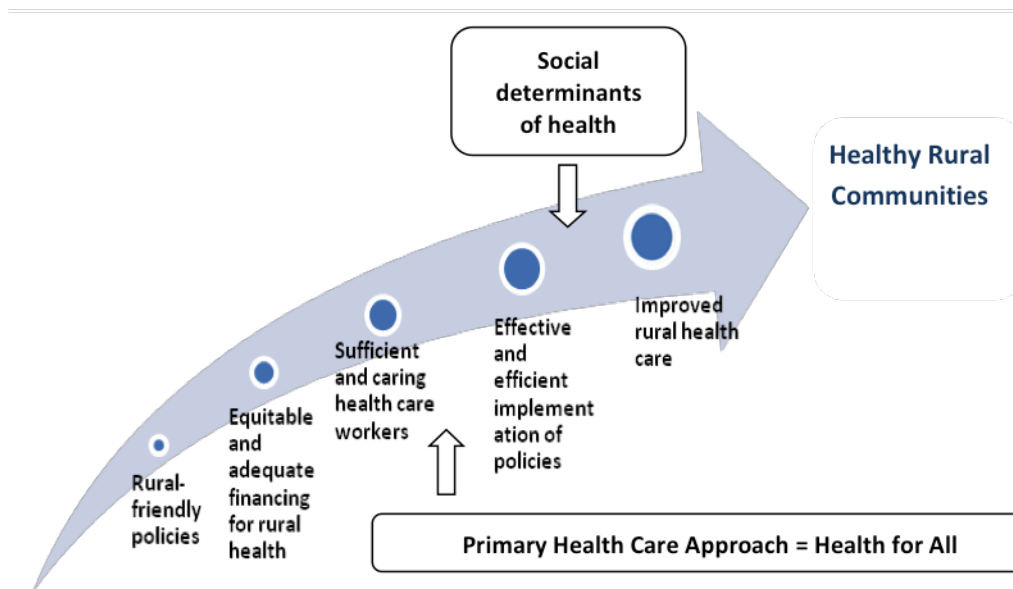 Social
determinants
of health
Healthy Rural
Communities
Rural-
friendly
policies
Equitable
and
adequate
financing
for rural
health
Sufficient
and caring
health care
workers
Effective
and
efficient
implement
ation of
policies
Improved
rural health
care
Primary Health Care Approach = Health for All